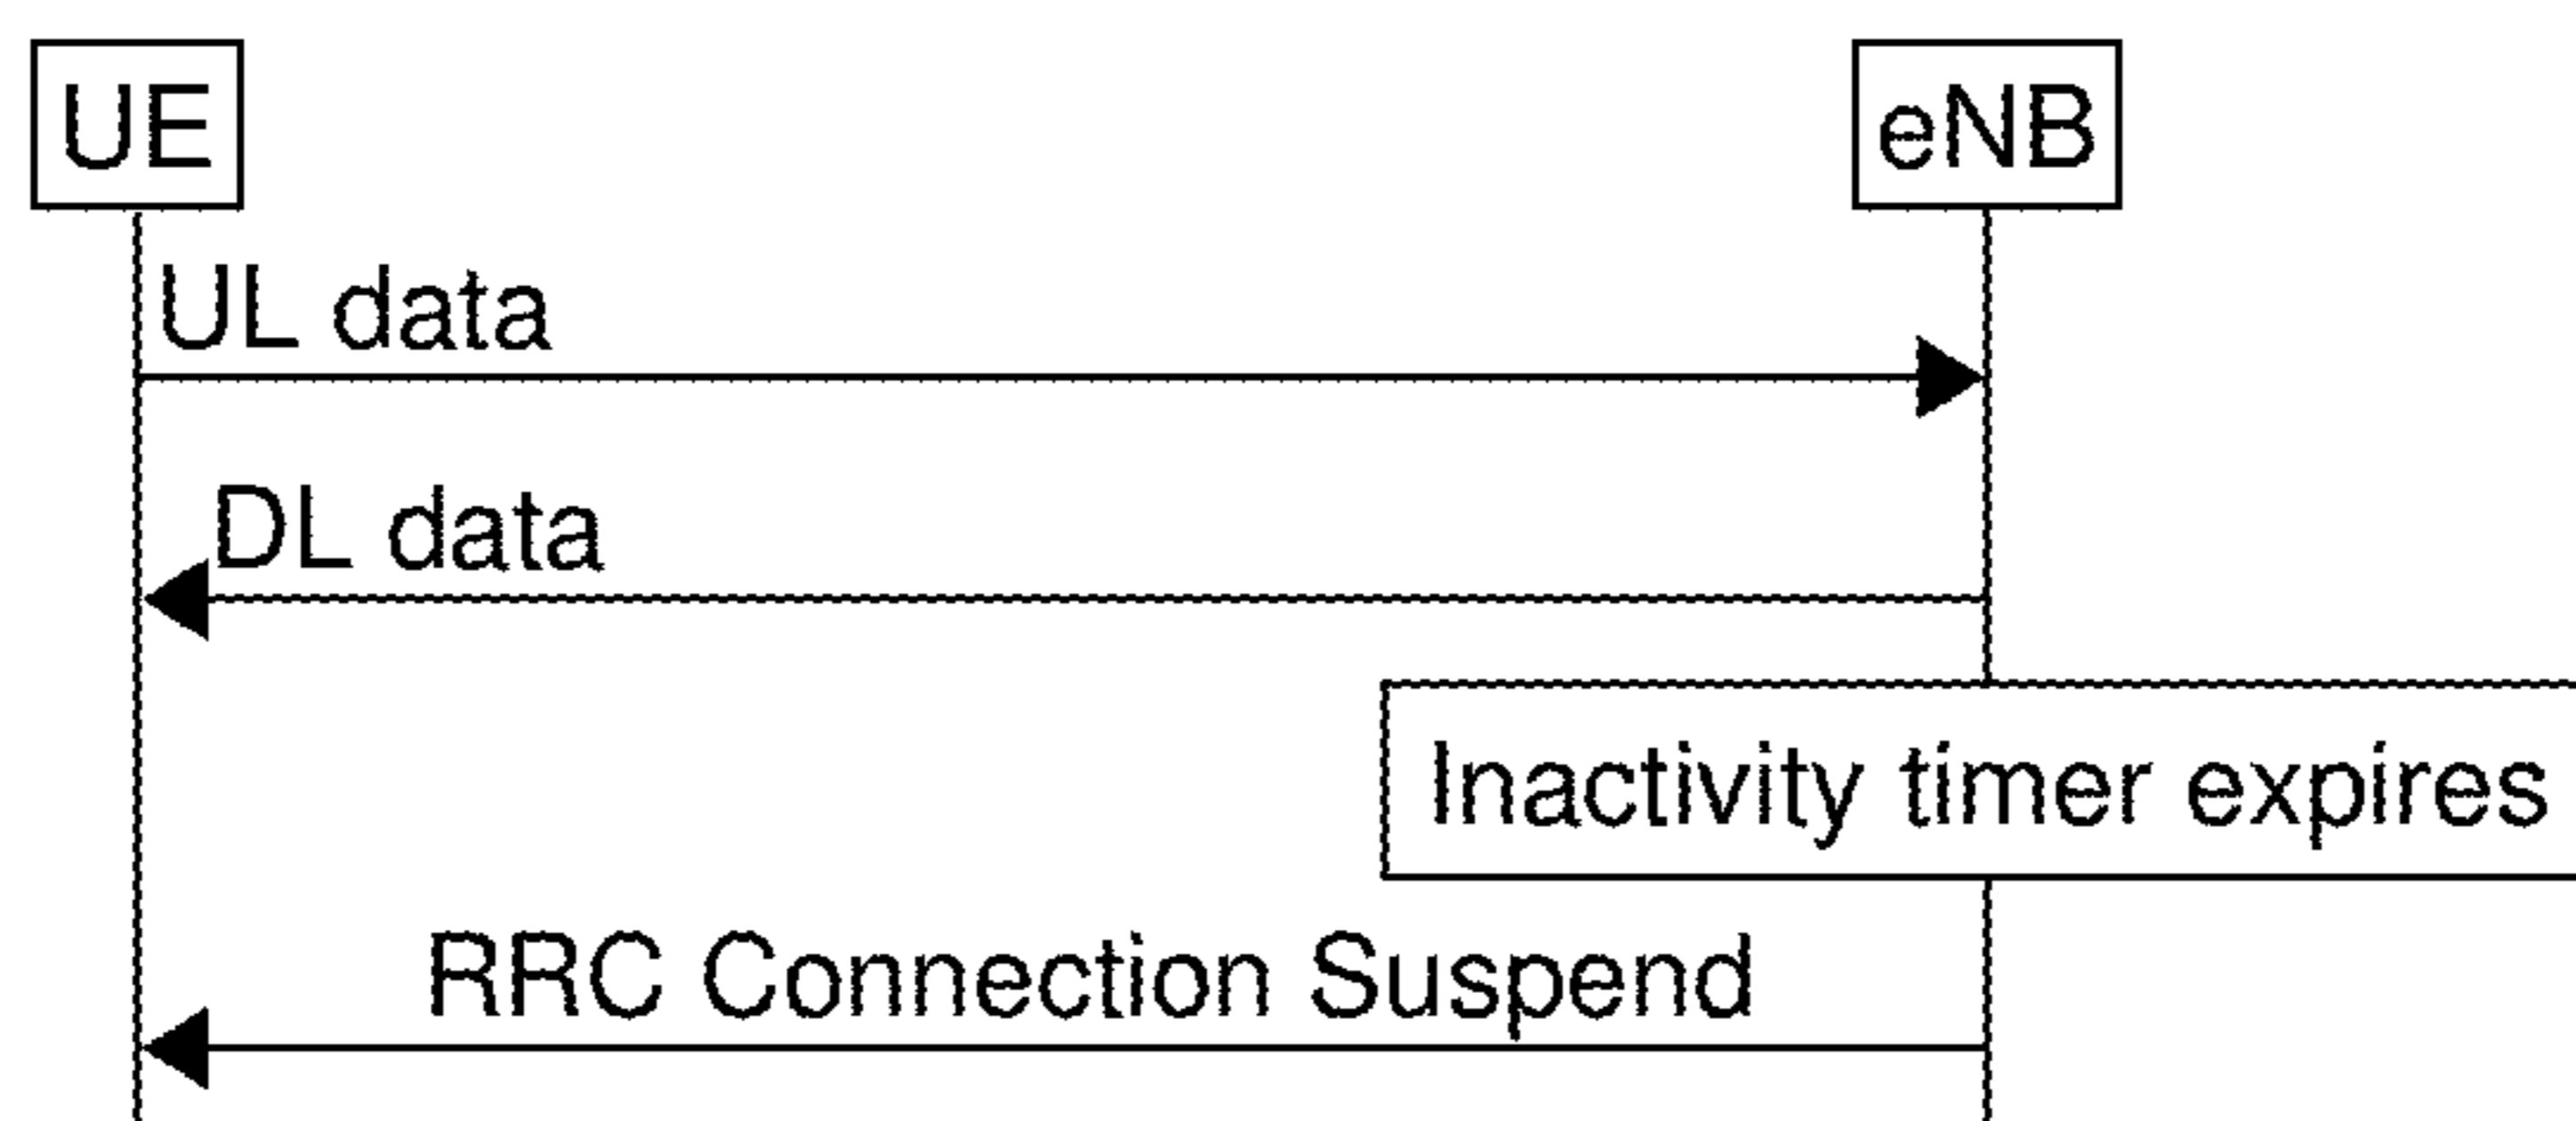 UE
eNB
UL data
DL data
Inactivity timer expires
RRC Connection Suspend